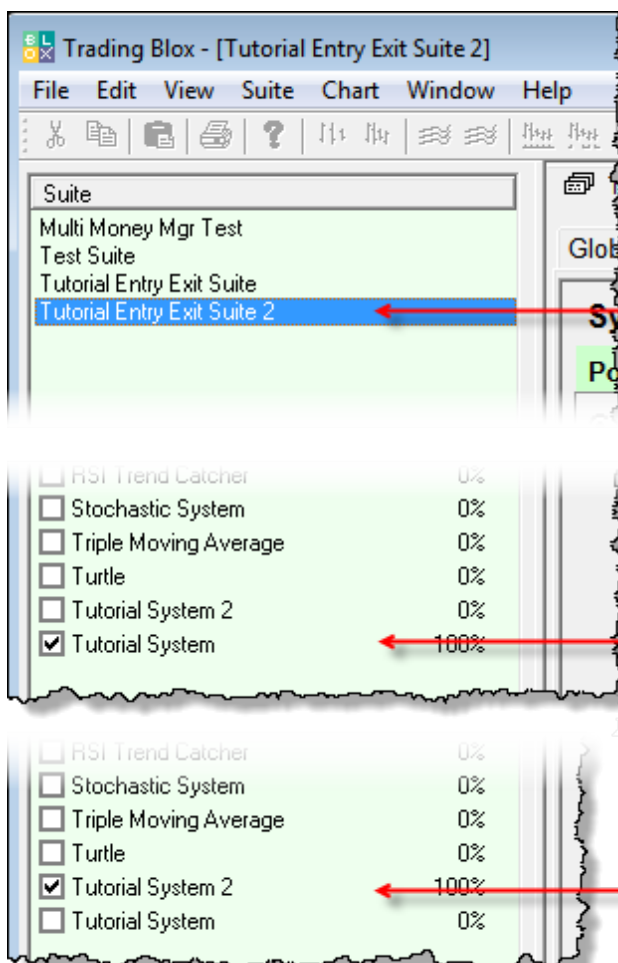 BLOX Trading Blox - [Tutorial Entry Exit Suite 2]
File Edit View Suite Chart Window Help
Suite
Multi Money Mgr Test
Test Suite
Tutorial Entry Exit Suite
Tutorial Entry Exit Suite 2
Glob
Sy
Po
RSI Trend Catcher 0%
Stochastic System 0%
Triple Moving Average 0%
Turtle 0%
Tutorial System 2 0%
Tutorial System 100%
RSI Trend Catcher 0%
Stochastic System 0%
Triple Moving Average 0%
Turtle 0%
Tutorial System 2 100%
Tutorial System 0%